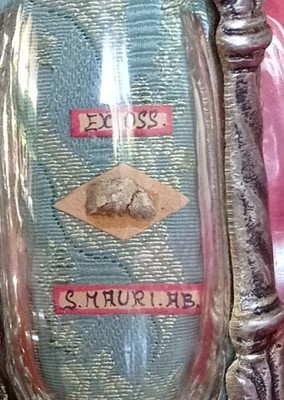 EX OSS.
S. MAURI. AB.